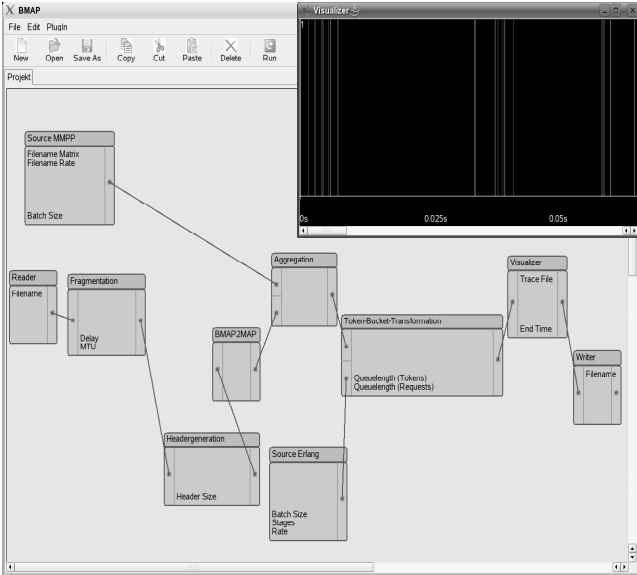 BMAP
File Edit PlugIn
New Open Save As Copy Cut Paste Delete Run
Projekt
Visualizer
1
0s 0.025s 0.05s
Source MMPP
Filename Matrix
Filename Rate
Batch Size
Reader
Filename
Fragmentation
Delay
MTU
BMAP2MAP
Aggregation
Token-Bucket-Transformation
Queuelength (Tokens)
Queuelength (Requests)
Visualizer
Trace File
End Time
Writer
Filename
Headergeneration
Header Size
Source Erlang
Batch Size
Stages
Rate